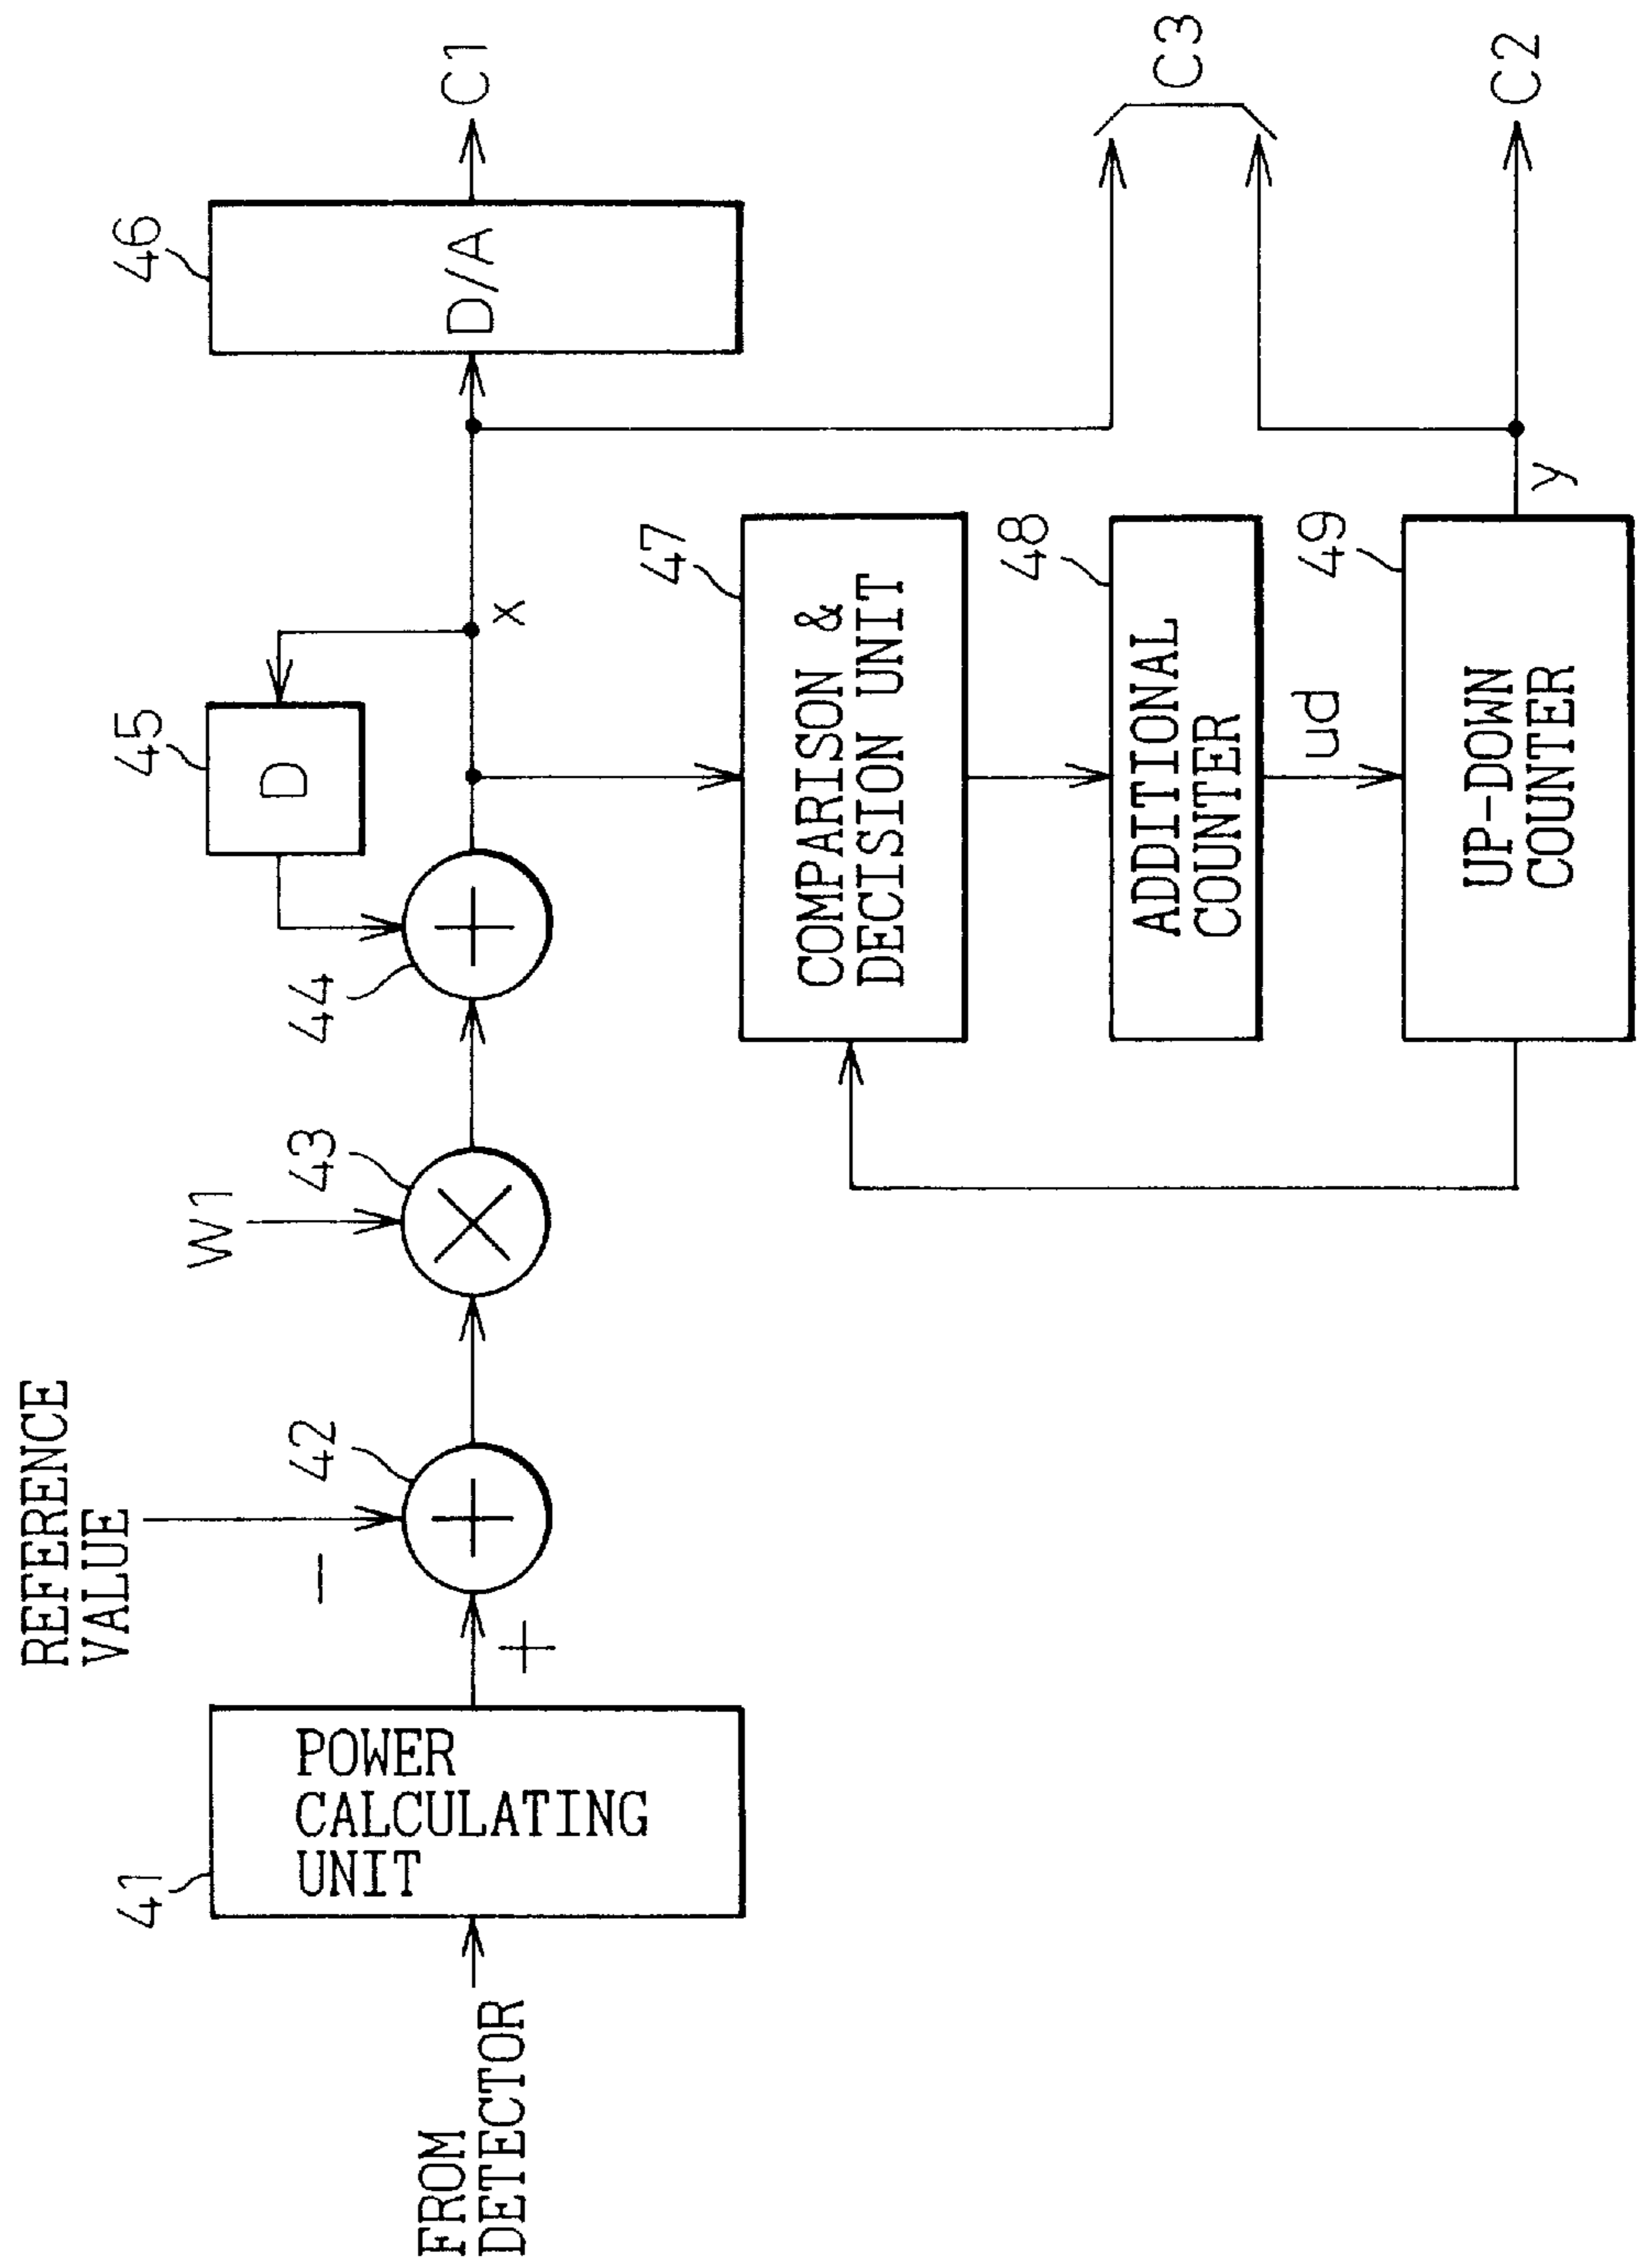 FROM
DETECTOR
41
POWER
CALCULATING
UNIT
+
REFERENCE
VALUE
−
42
+
W1
43
×
44
+
45
D
x
46
D/A
C1
47
COMPARISON &
DECISION UNIT
48
ADDITIONAL
COUNTER
ud
49
UP-DOWN
COUNTER
y
C3
C2